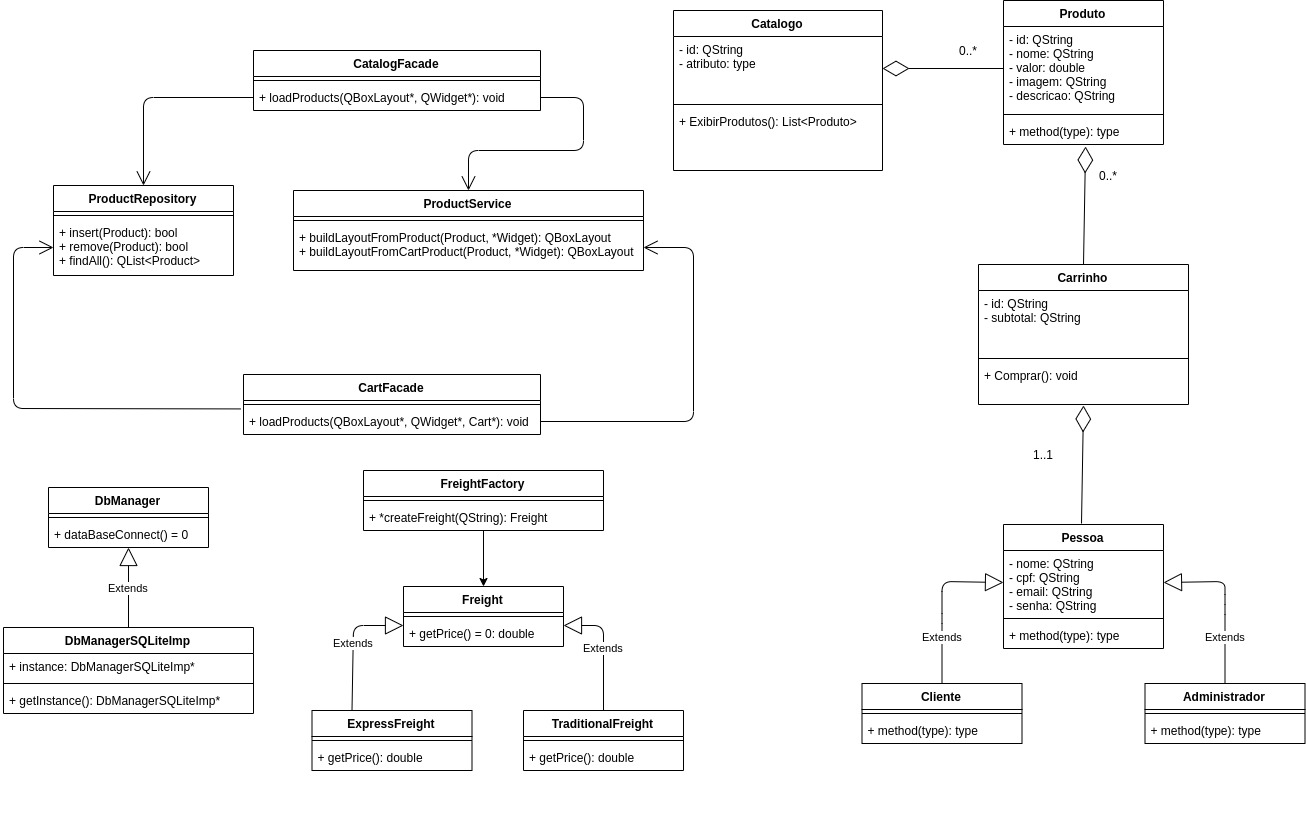 CatalogFacade
+ loadProducts(QBoxLayout*, QWidget*): void
ProductRepository
+ insert(Product): bool
+ remove(Product): bool
+ findAll(): QList<Product>
ProductService
+ buildLayoutFromProduct(Product, *Widget): QBoxLayout
+ buildLayoutFromCartProduct(Product, *Widget): QBoxLayout
CartFacade
+ loadProducts(QBoxLayout*, QWidget*, Cart*): void
Catalogo
- id: QString
- atributo: type
+ ExibirProdutos(): List<Produto>
0..*
Produto
- id: QString
- nome: QString
- valor: double
- imagem: QString
- descricao: QString
+ method(type): type
0..*
Carrinho
- id: QString
- subtotal: QString
+ Comprar(): void
1..1
Pessoa
- nome: QString
- cpf: QString
- email: QString
- senha: QString
+ method(type): type
Extends
Extends
Cliente
+ method(type): type
Administrador
+ method(type): type
DbManager
+ dataBaseConnect() = 0
Extends
DbManagerSQLiteImp
+ instance: DbManagerSQLiteImp*
+ getInstance(): DbManagerSQLiteImp*
FreightFactory
+ *createFreight(QString): Freight
Freight
+ getPrice() = 0: double
Extends
Extends
ExpressFreight
+ getPrice(): double
TraditionalFreight
+ getPrice(): double